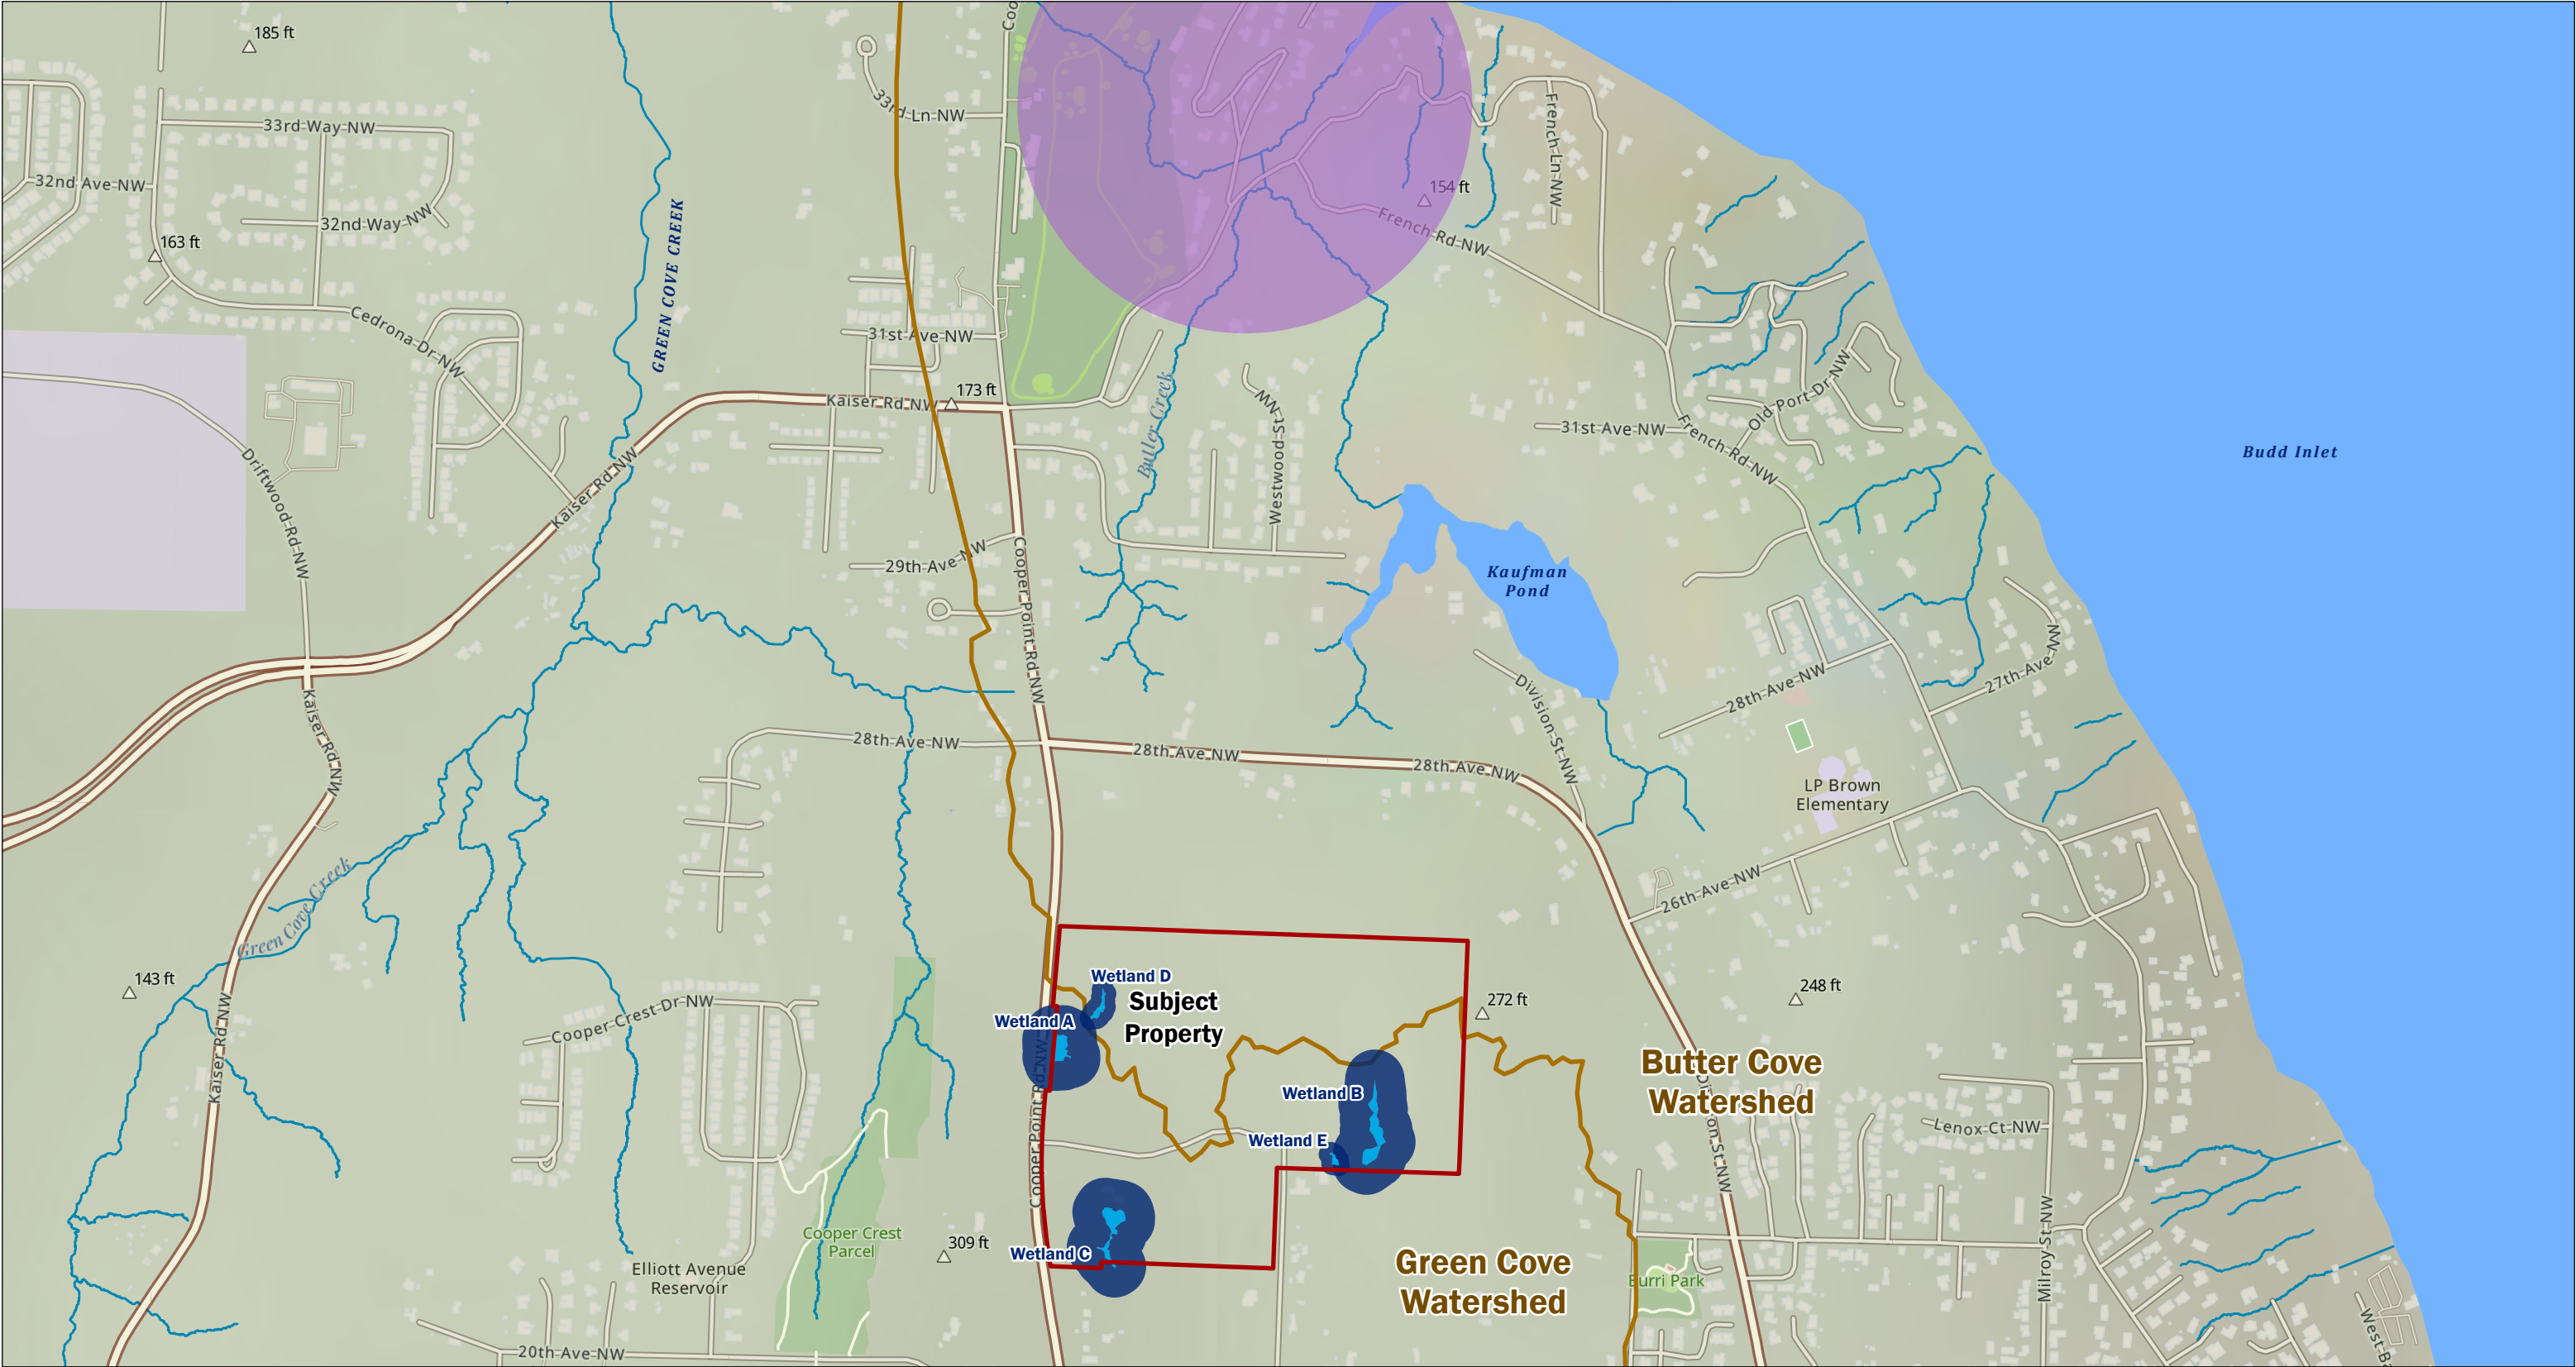 185 ft
33rd Ln NW
33rd Way NW
French Ln NW
32nd Ave NW
154 ft
32nd Way NW
French Rd NW
163 ft
GREEN COVE CREEK
Cedrona Dr NW
31st Ave NW
173 ft
Kaiser Rd NW
Butler Creek
Westwood St NW
Old Port Dr NW
31st Ave NW
French Rd NW
Budd Inlet
Driftwood Rd NW
Kaiser Rd NW
29th Ave NW
Cooper Point Rd NW
Kaufman
Pond
27th Ave NW
28th Ave NW
Division St NW
Kaiser Rd NW
28th Ave NW
28th Ave NW
28th Ave NW
LP Brown
Elementary
26th Ave NW
Green Cove Creek
143 ft
Wetland D
Subject
Property
272 ft
248 ft
Cooper Crest Dr NW
Wetland A
Kaiser Rd NW
Cooper Point Rd NW
Butter Cove
Watershed
Wetland B
Division St NW
Lenox Ct NW
Wetland E
Cooper Crest
Parcel
309 ft
Wetland C
Green Cove
Watershed
Elliott Avenue
Reservoir
Burri Park
Milroy St NW
20th Ave NW